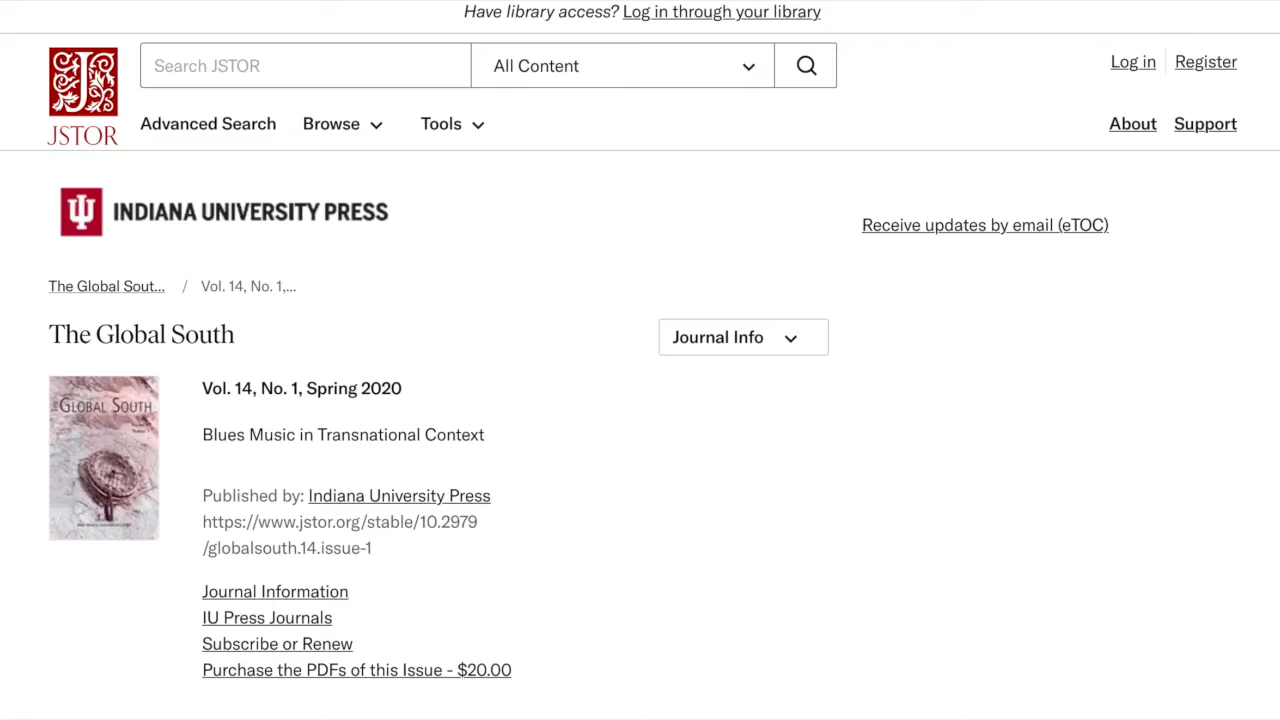 Have library access? Log in through your library
Search JSTOR
All Content
Log in
Register
JSTOR
Advanced Search
Browse
Tools
About
Support
INDIANA UNIVERSITY PRESS
Receive updates by email (eTOC)
The Global Sout... / Vol. 14, No. 1,...
The Global South
Journal Info
GLOBAL SOUTH
Vol. 14, No. 1, Spring 2020
Blues Music in Transnational Context
Published by: Indiana University Press
https://www.jstor.org/stable/10.2979
/globalsouth.14.issue-1
Journal Information
IU Press Journals
Subscribe or Renew
Purchase the PDFs of this Issue - $20.00